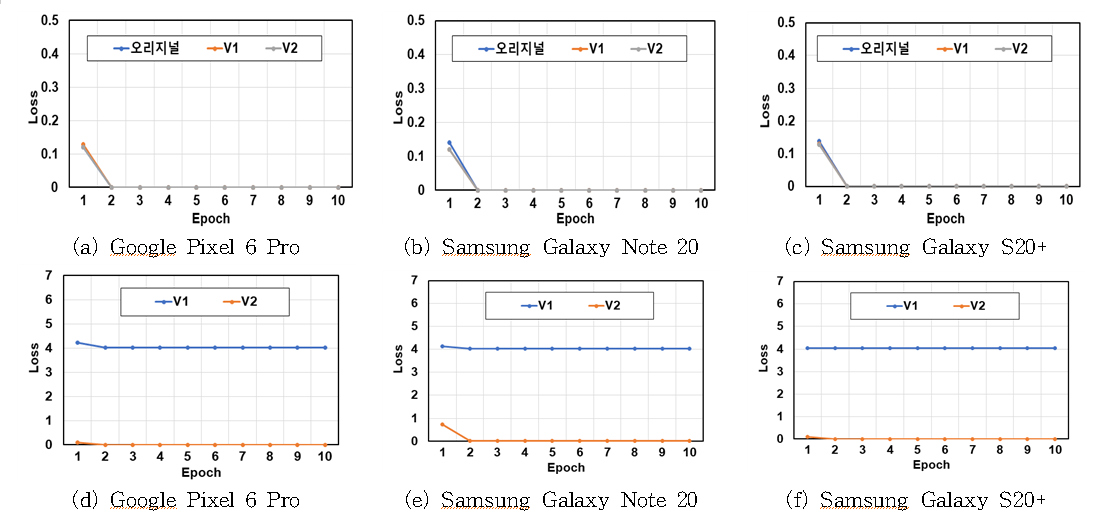 0.5 0.5 0.5
오리지널 V1 V2 오리지널 V1 V2 오리지널 V1 V2
0.4 0.4 0.4
0.3 0.3 0.3
Loss Loss Loss
0.2 0.2 0.2
0.1 0.1 0.1
0 0 0
1 2 3 4 5 6 7 8 9 10 1 2 3 4 5 6 7 8 9 10 1 2 3 4 5 6 7 8 9 10
Epoch Epoch Epoch
(a) Google Pixel 6 Pro (b) Samsung Galaxy Note 20 (c) Samsung Galaxy S20+
7 7 7
6 6 6
V1 V2 V1 V2 V1 V2
5 5 5
4 4 4
Loss Loss Loss
3 3 3
2 2 2
1 1 1
0 0 0
1 2 3 4 5 6 7 8 9 10 1 2 3 4 5 6 7 8 9 10 1 2 3 4 5 6 7 8 9 10
Epoch Epoch Epoch
(d) Google Pixel 6 Pro (e) Samsung Galaxy Note 20 (f) Samsung Galaxy S20+